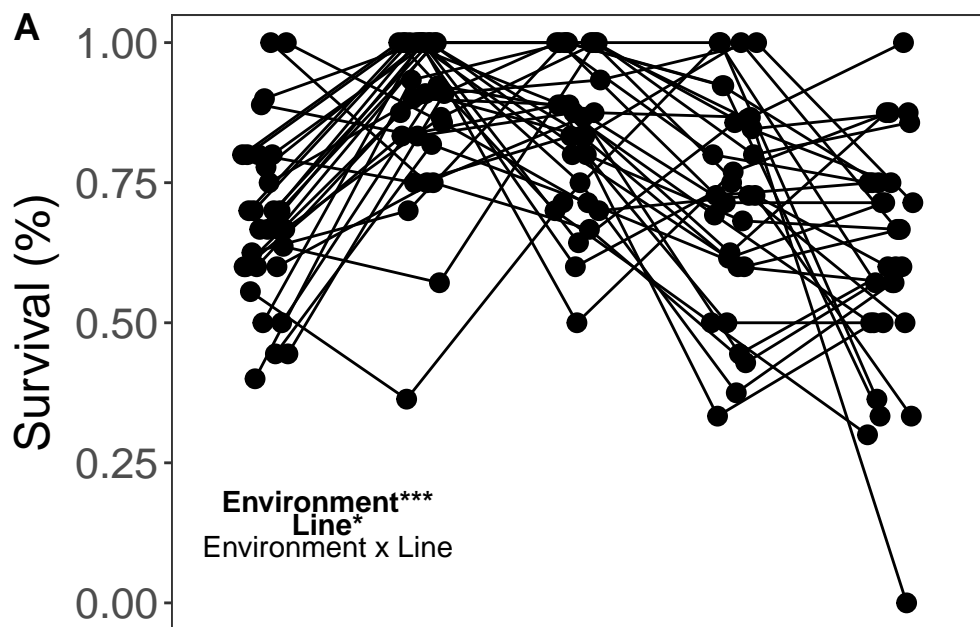 A
Survival (%)
1.00
0.75
0.50
0.25
0.00
Environment***
Line*
Environment x Line